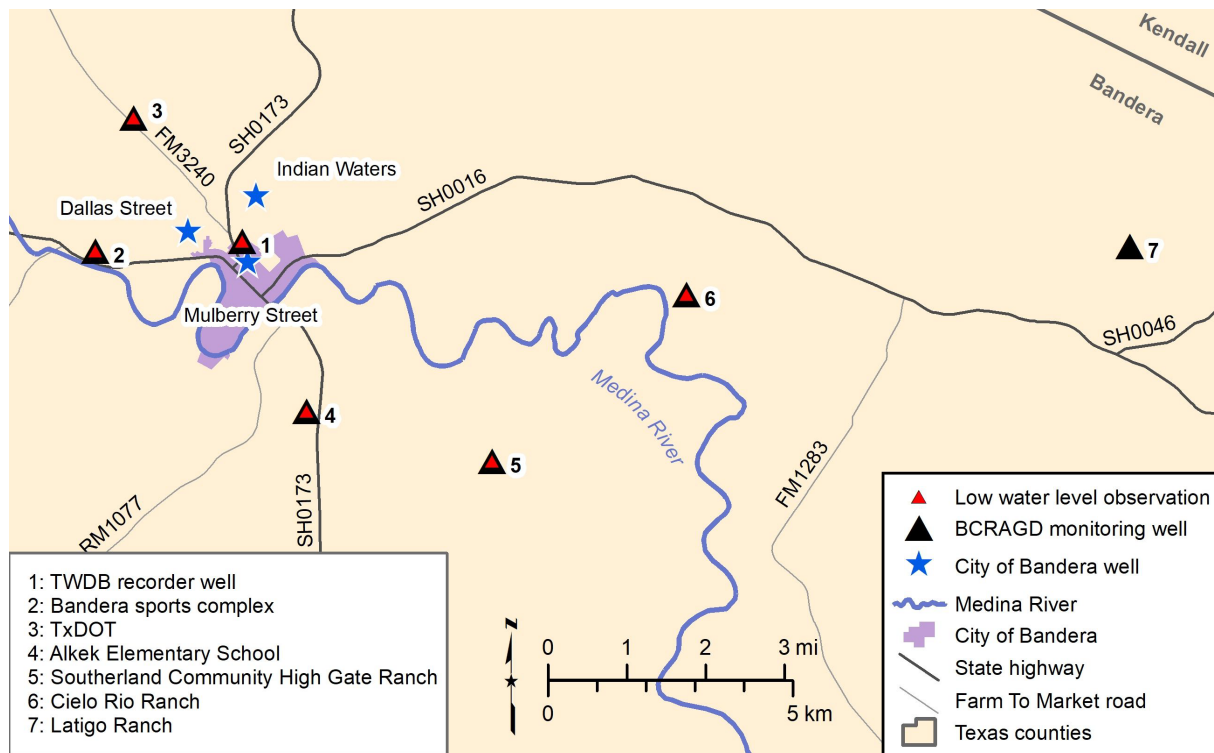 Kendall
Bandera
3
FM3240
SH0173
Indian Waters
SH0016
Dallas Street
1
2
7
6
Mulberry Street
SH0046
Medina River
4
5
FM1283
RM1077
SH0173
1: TWDB recorder well
2: Bandera sports complex
3: TxDOT
4: Alkek Elementary School
5: Southerland Community High Gate Ranch
6: Cielo Rio Ranch
7: Latigo Ranch
N
0 1 2 3 mi
0 5 km
Low water level observation
BCRAGD monitoring well
City of Bandera well
Medina River
City of Bandera
State highway
Farm To Market road
Texas counties